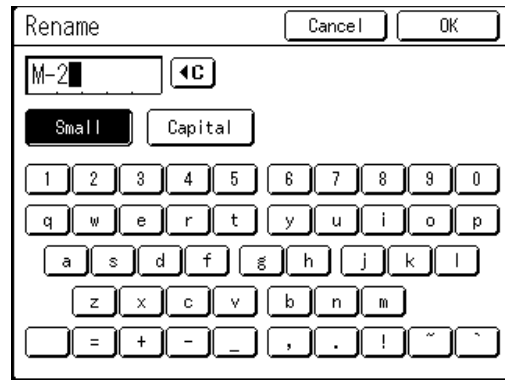 Rename Cancel OK
M-2 C
Small Capital
1 2 3 4 5 6 7 8 9 0
q w e r t y u i o p
a s d f g h j k l
z x c v b n m
= + - _ , . ! ~ `